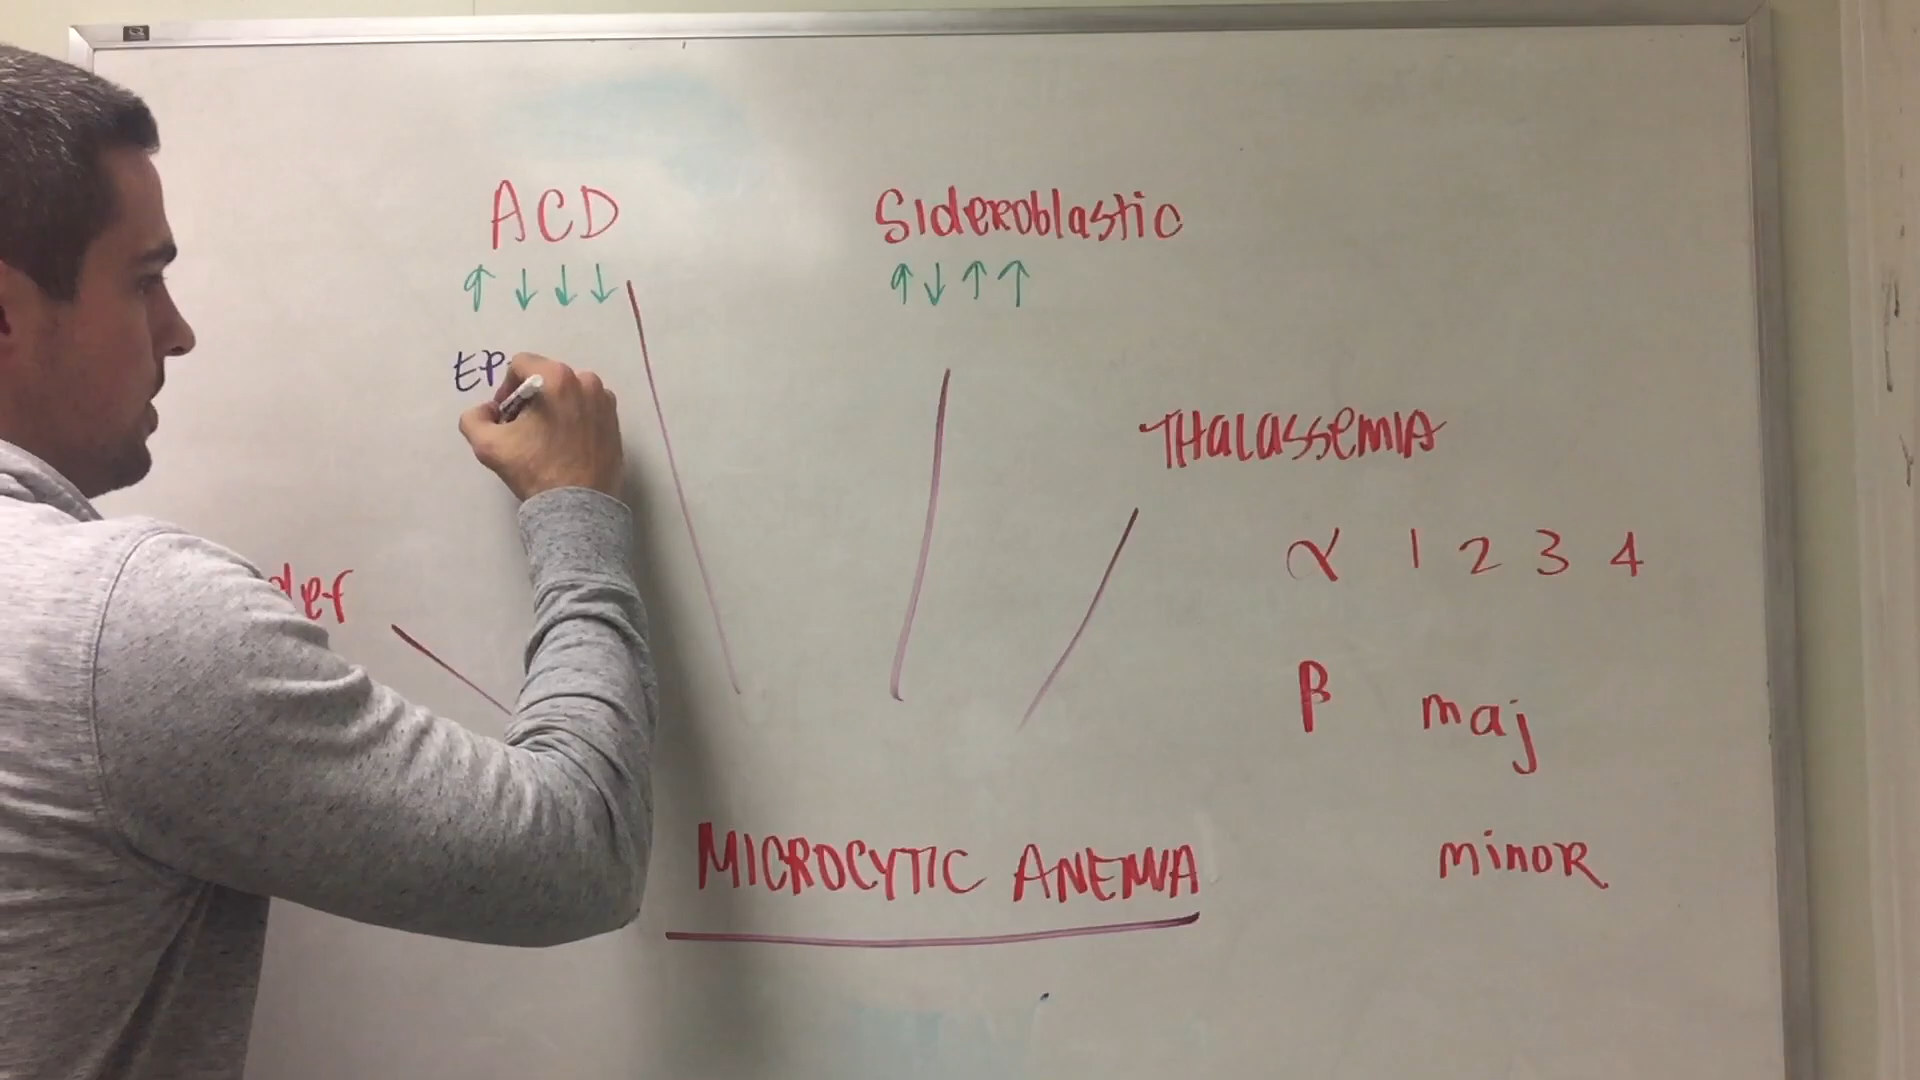 ACD
↑ ↓ ↓ ↓
EP
Sideroblastic
↑ ↓ ↑ ↑
THalassemIA
α 1 2 3 4
β maj
minoR
def
MICROCYTIC ANEMIA